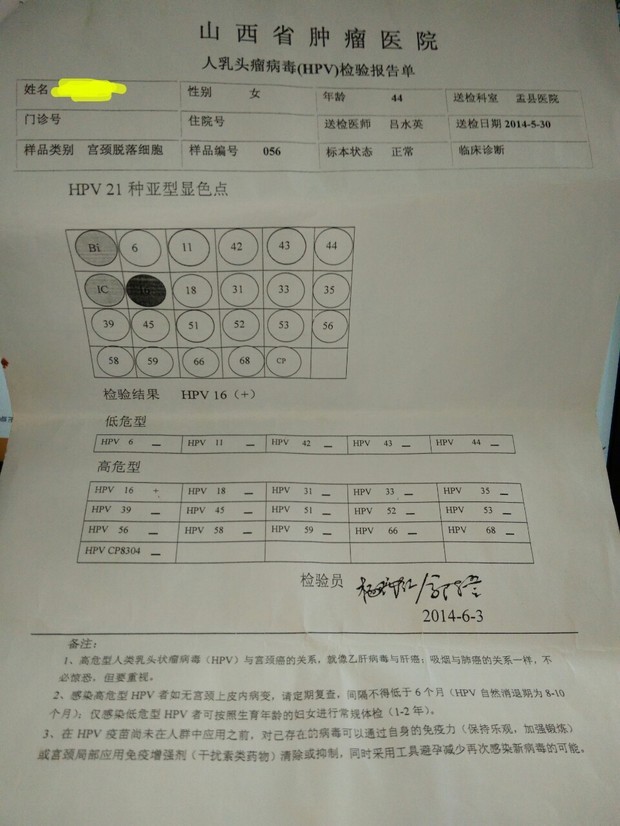 山西省肿瘤医院
人乳头瘤病毒(HPV)检验报告单
姓名 性别 女 年龄 44 送检科室 盂县医院
门诊号 住院号 送检医师 吕水英 送检日期 2014-5-30
样品类别 宫颈脱落细胞 样品编号 056 标本状态 正常 临床诊断
HPV 21 种亚型显色点
Bi 6 11 42 43 44
IC 16 18 31 33 35
39 45 51 52 53 56
58 59 66 68 CP
检验结果 HPV 16（+）
低危型
HPV 6 — HPV 11 — HPV 42 — HPV 43 — HPV 44 —
高危型
HPV 16 + HPV 18 — HPV 31 — HPV 33 — HPV 35 —
HPV 39 — HPV 45 — HPV 51 — HPV 52 — HPV 53 —
HPV 56 — HPV 58 — HPV 59 — HPV 66 — HPV 68 —
HPV CP8304 —
检验员
2014-6-3
备注：
1、高危型人类乳头状瘤病毒（HPV）与宫颈癌的关系，就像乙肝病毒与肝癌；吸烟与肺癌的关系一样，不
必惊恐，但要重视。
2、感染高危型 HPV 者如无宫颈上皮内病变，请定期复查，间隔不得低于 6 个月（HPV 自然消退期为 8-10
个月）；仅感染低危型 HPV 者可按照生育年龄的妇女进行常规体检（1-2 年）。
3、在 HPV 疫苗尚未在人群中应用之前，对已存在的病毒可以通过自身的免疫力（保持乐观，加强锻炼）
或宫颈局部应用免疫增强剂（干扰素类药物）清除或抑制，同时采用工具避孕减少再次感染新病毒的可能。